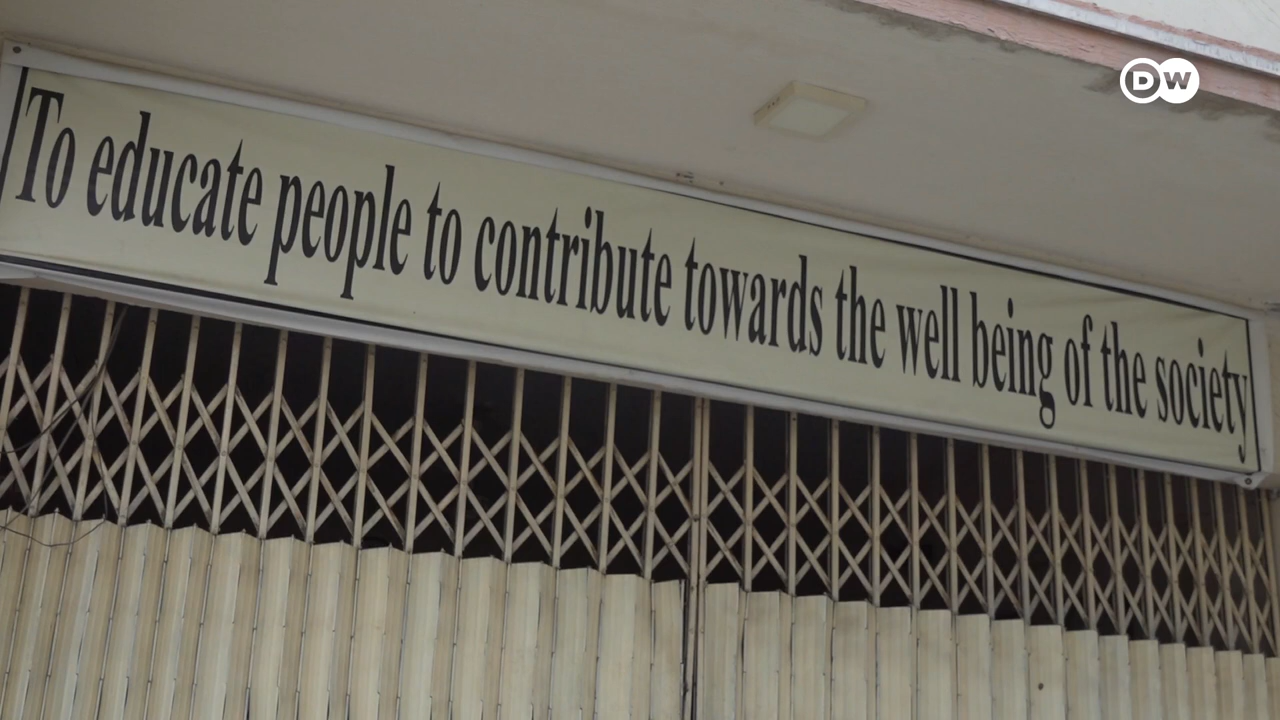 DW
To educate people to contribute towards the well being of the society